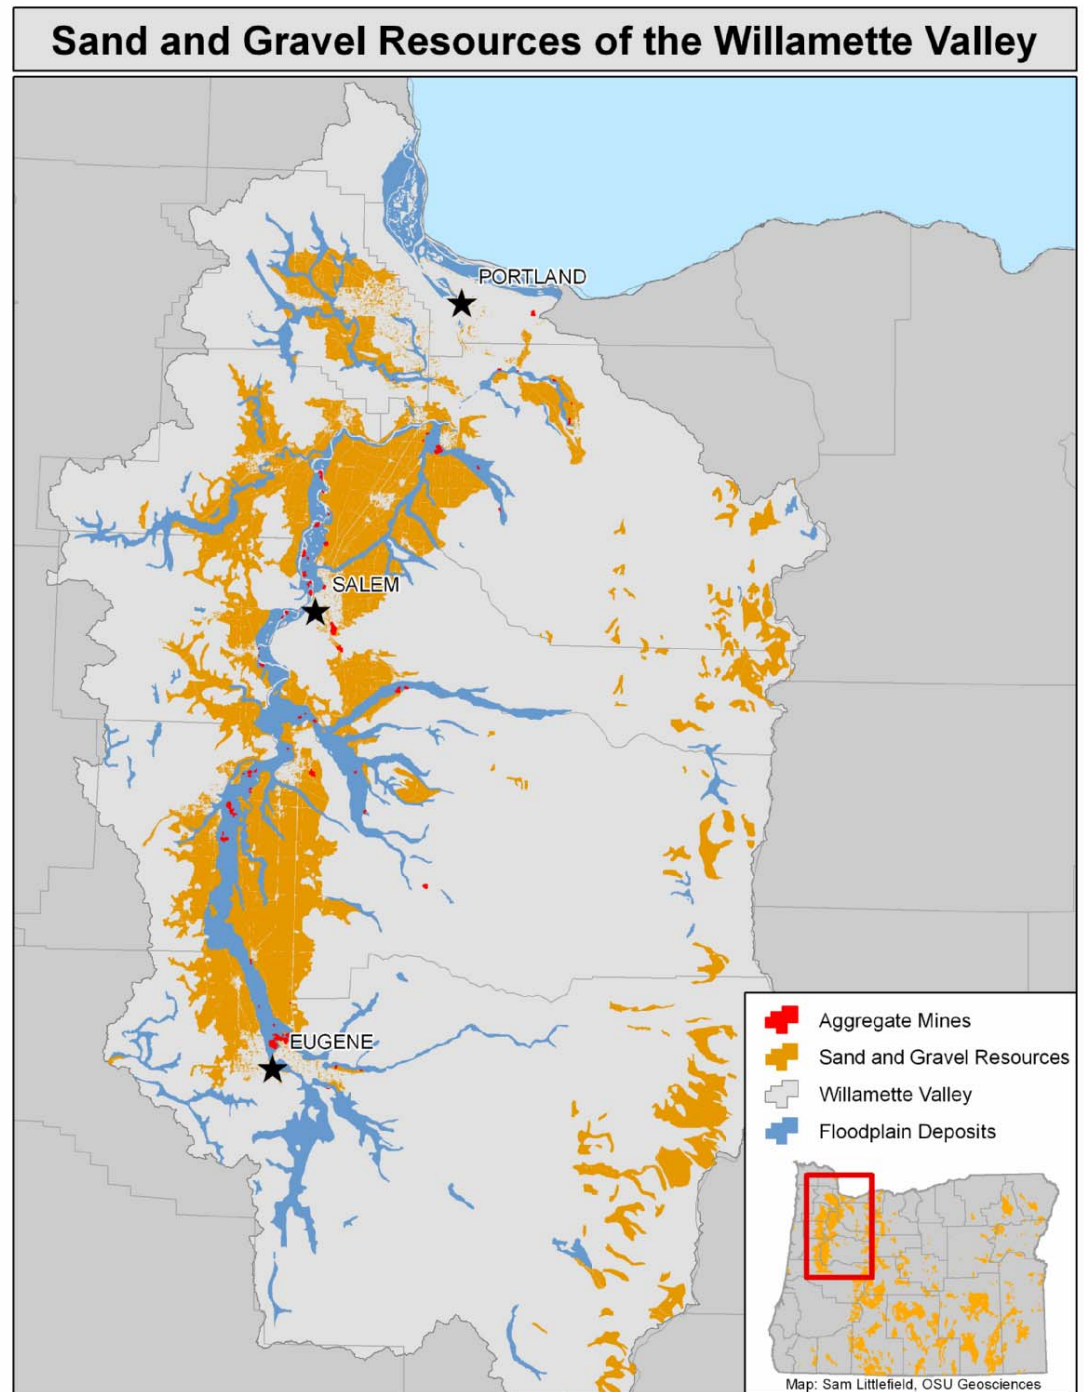 Sand and Gravel Resources of the Willamette Valley
PORTLAND
SALEM
EUGENE
Aggregate Mines
Sand and Gravel Resources
Willamette Valley
Floodplain Deposits
Map: Sam Littlefield, OSU Geosciences